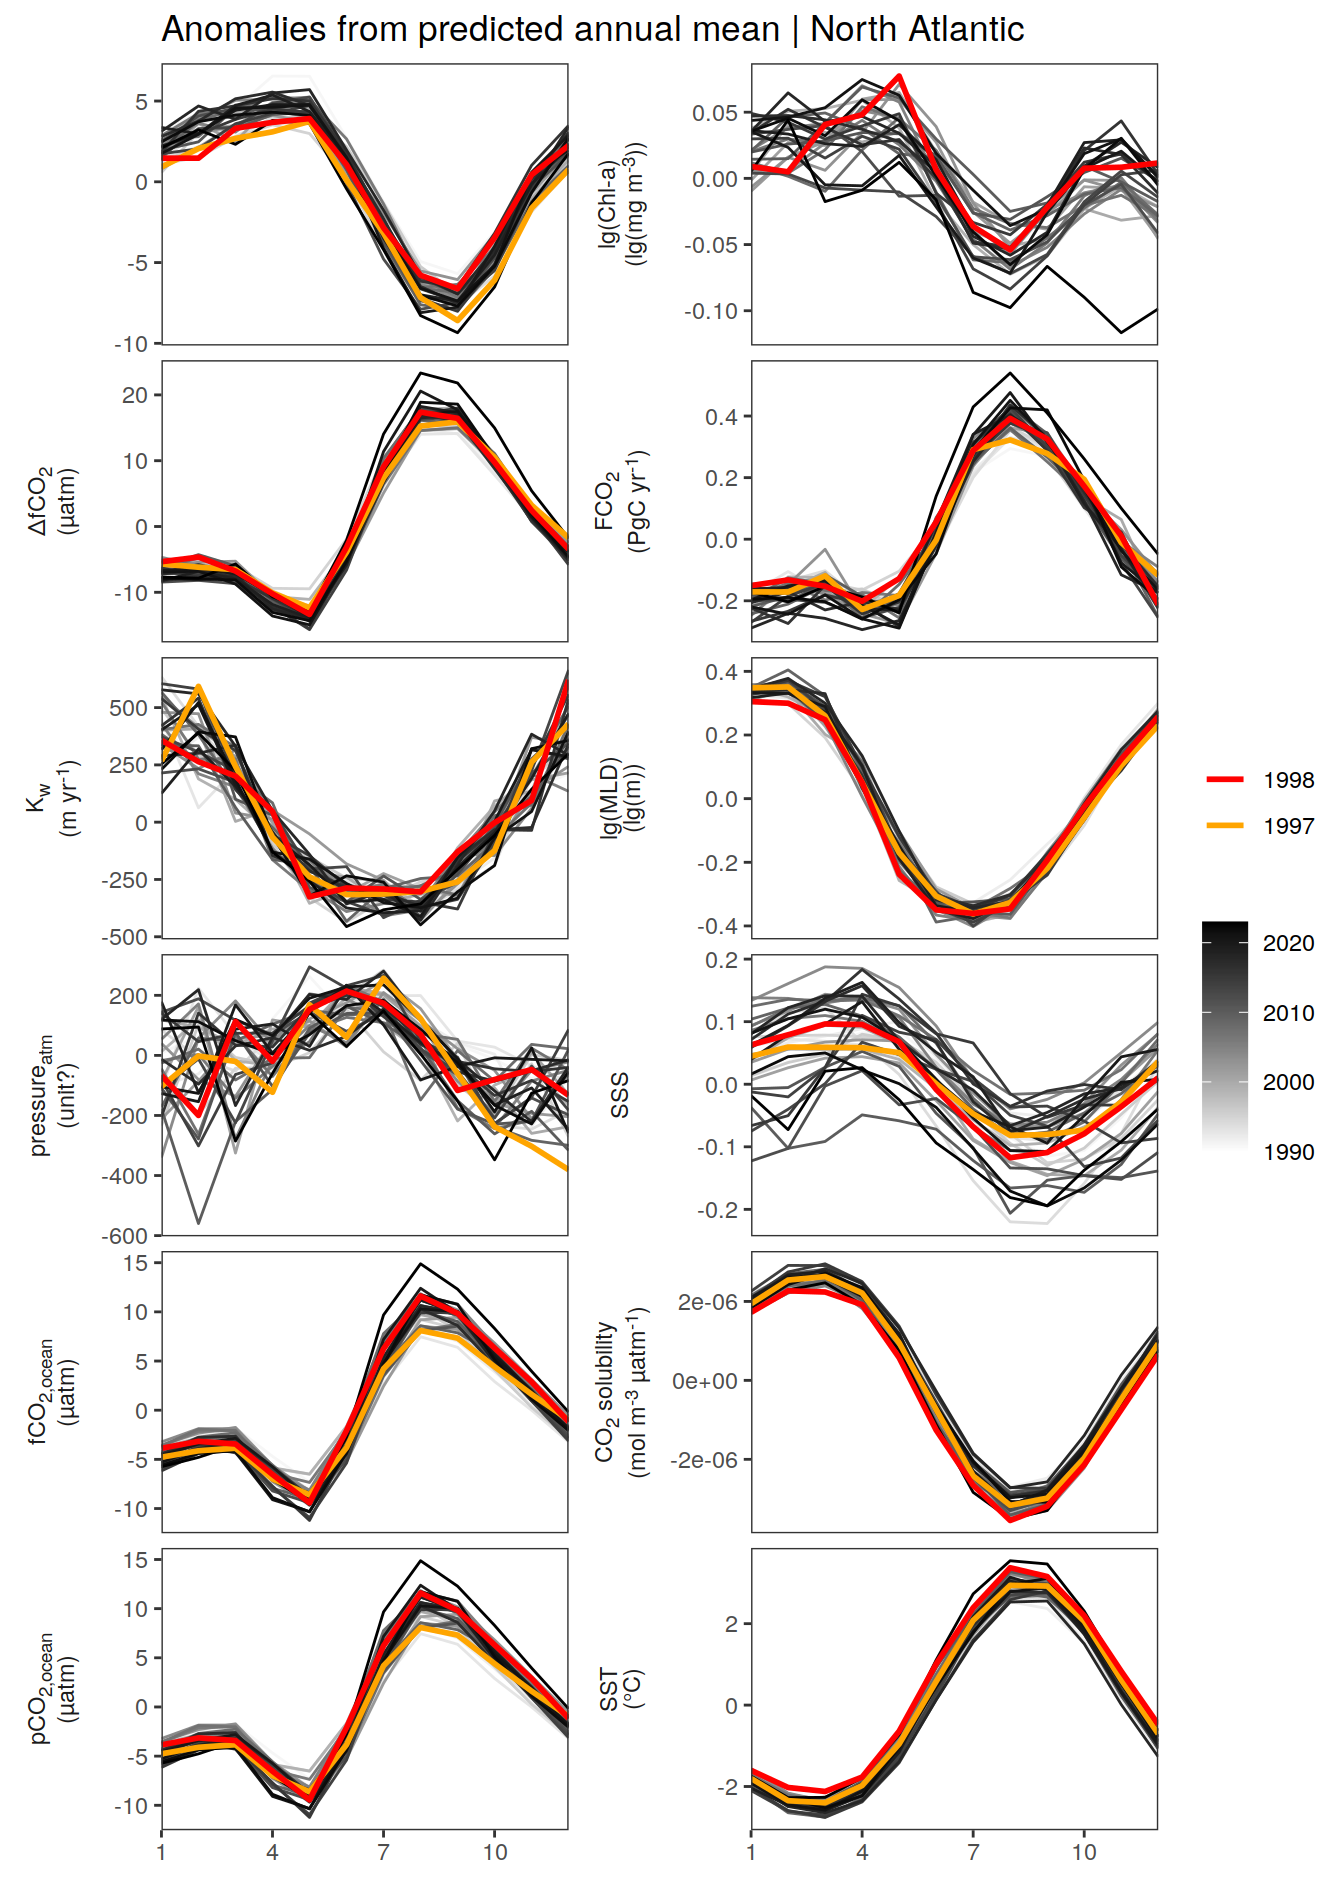 Anomalies from predicted annual mean | North Atlantic
5
0
-5
-10
lg(Chl-a)
(lg(mg m⁻³))
0.05
0.00
-0.05
-0.10
ΔfCO₂
(µatm)
20
10
0
-10
FCO₂
(PgC yr⁻¹)
0.4
0.2
0.0
-0.2
K_w
(m yr⁻¹)
500
250
0
-250
-500
lg(MLD)
(lg(m))
0.4
0.2
0.0
-0.2
-0.4
pressure_atm
(unit?)
200
0
-200
-400
-600
SSS
0.2
0.1
0.0
-0.1
-0.2
fCO₂,ocean
(µatm)
15
10
5
0
-5
-10
CO₂ solubility
(mol m⁻³ µatm⁻¹)
2e-06
0e+00
-2e-06
pCO₂,ocean
(µatm)
15
10
5
0
-5
-10
SST
(°C)
2
0
-2
1 4 7 10
1 4 7 10
1998
1997
2020
2010
2000
1990